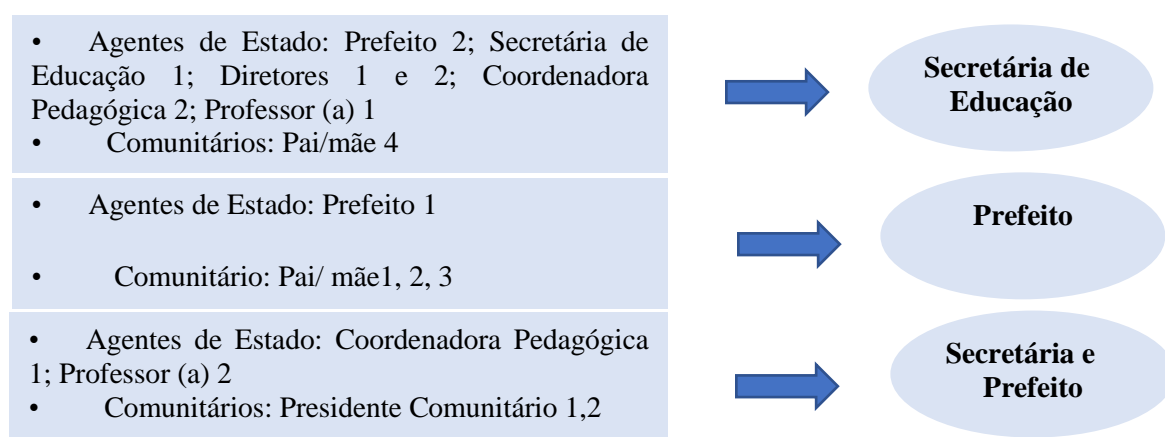 • Agentes de Estado: Prefeito 2; Secretária de
Educação 1; Diretores 1 e 2; Coordenadora
Pedagógica 2; Professor (a) 1
• Comunitários: Pai/mãe 4
Secretária de
Educação
• Agentes de Estado: Prefeito 1
• Comunitário: Pai/ mãe1, 2, 3
Prefeito
• Agentes de Estado: Coordenadora Pedagógica
1; Professor (a) 2
• Comunitários: Presidente Comunitário 1,2
Secretária e
Prefeito